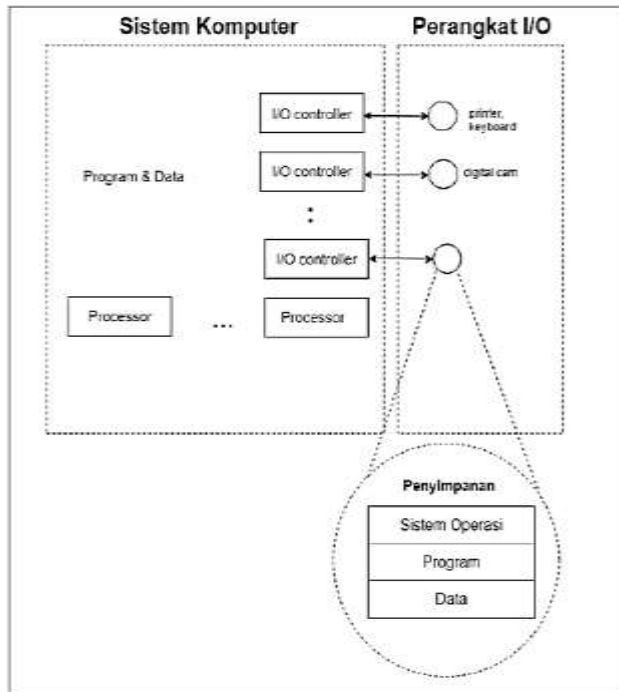 Sistem Komputer
Perangkat I/O
I/O controller
printer,
keyboard
Program & Data
I/O controller
digital cam
:
I/O controller
Processor
...
Processor
Penyimpanan
Sistem Operasi
Program
Data